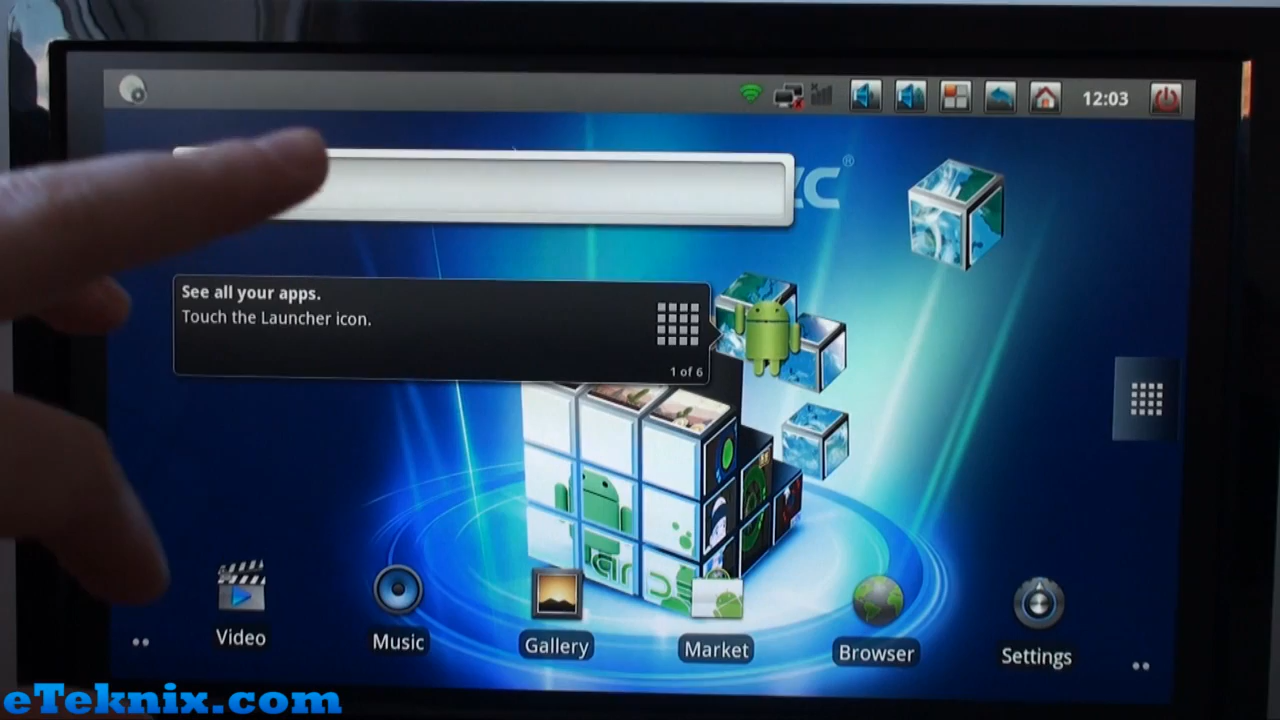 12:03
ZC®
See all your apps.
Touch the Launcher icon.
1 of 6
Video
Music
Gallery
Market
Browser
Settings
eTeknix.com